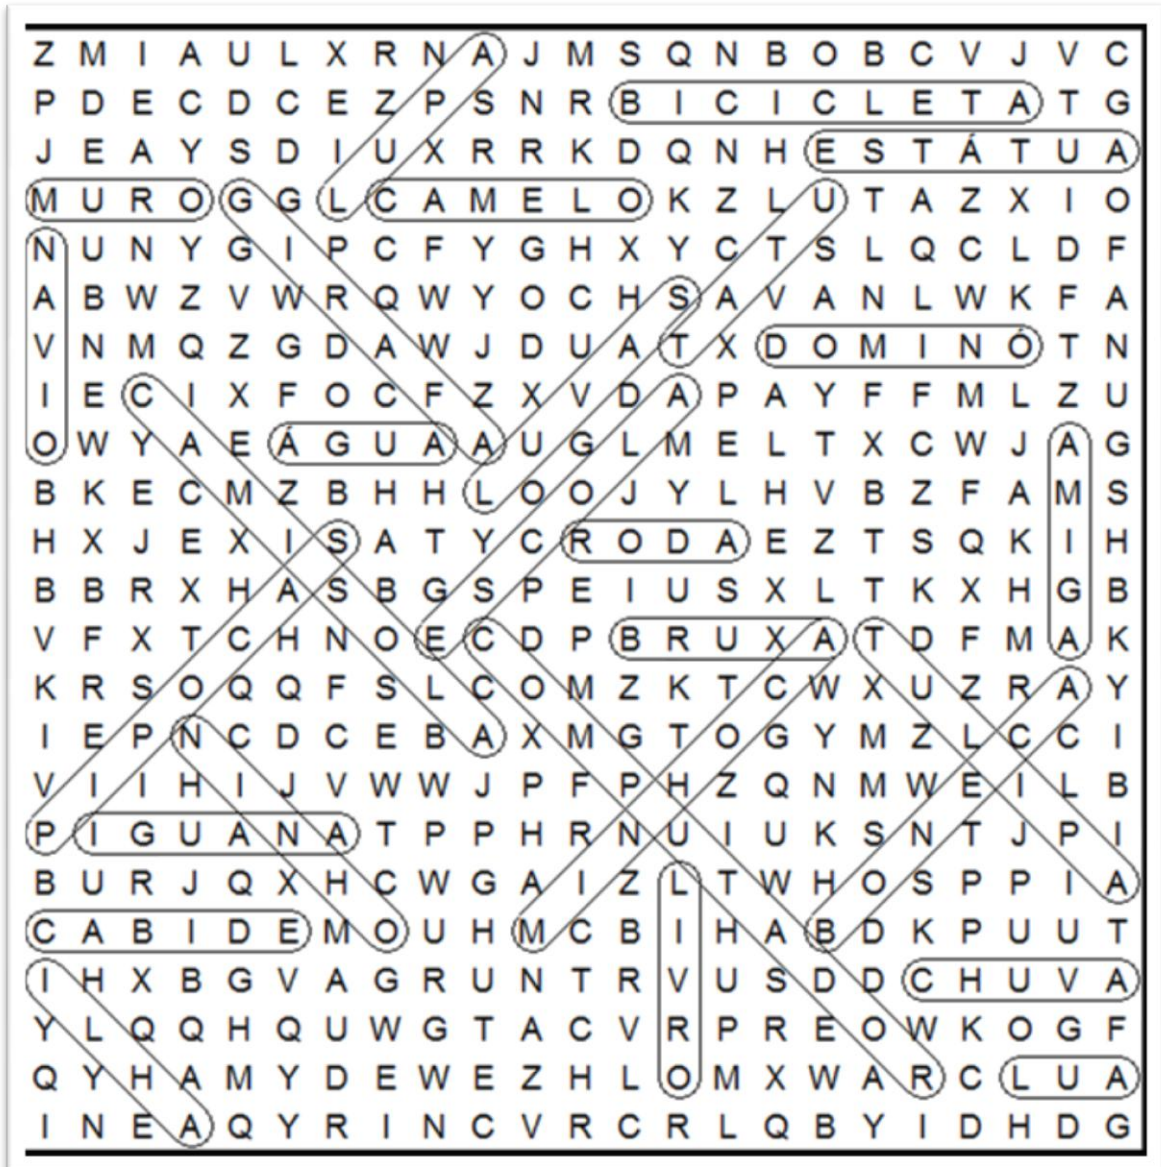 Z M I A U L X R N A J M S Q N B O B C V J V C
P D E C D C E Z P S N R B I C I C L E T A T G
J E A Y S D I U X R R K D Q N H E S T Á T U A
M U R O G G L C A M E L O K Z L U T A Z X I O
N U N Y G I P C F Y G H X Y C T S L Q C L D F
A B W Z V W R Q W Y O C H S A V A N L W K F A
V N M Q Z G D A W J D U A T X D O M I N Ó T N
I E C I X F O C F Z X V D A P A Y F F M L Z U
O W Y A E Á G U A A U G L M E L T X C W J A G
B K E C M Z B H H L O O J Y L H V B Z F A M S
H X J E X I S A T Y C R O D A E Z T S Q K I H
B B R X H A S B G S P E I U S X L T K X H G B
V F X T C H N O E C D P B R U X A T D F M A K
K R S O Q Q F S L C O M Z K T C W X U Z R A Y
I E P N C D C E B A X M G T O G Y M Z L C C I
V I I H I J V W W J P F P H Z Q N M W E I L B
P I G U A N A T P P H R N U I U K S N T J P I
B U R J Q X H C W G A I Z L T W H O S P P I A
C A B I D E M O U H M C B I H A B D K P U U T
I H X B G V A G R U N T R V U S D D C H U V A
Y L Q Q H Q U W G T A C V R P R E O W K O G F
Q Y H A M Y D E W E Z H L O M X W A R C L U A
I N E A Q Y R I N C V R C R L Q B Y I D H D G